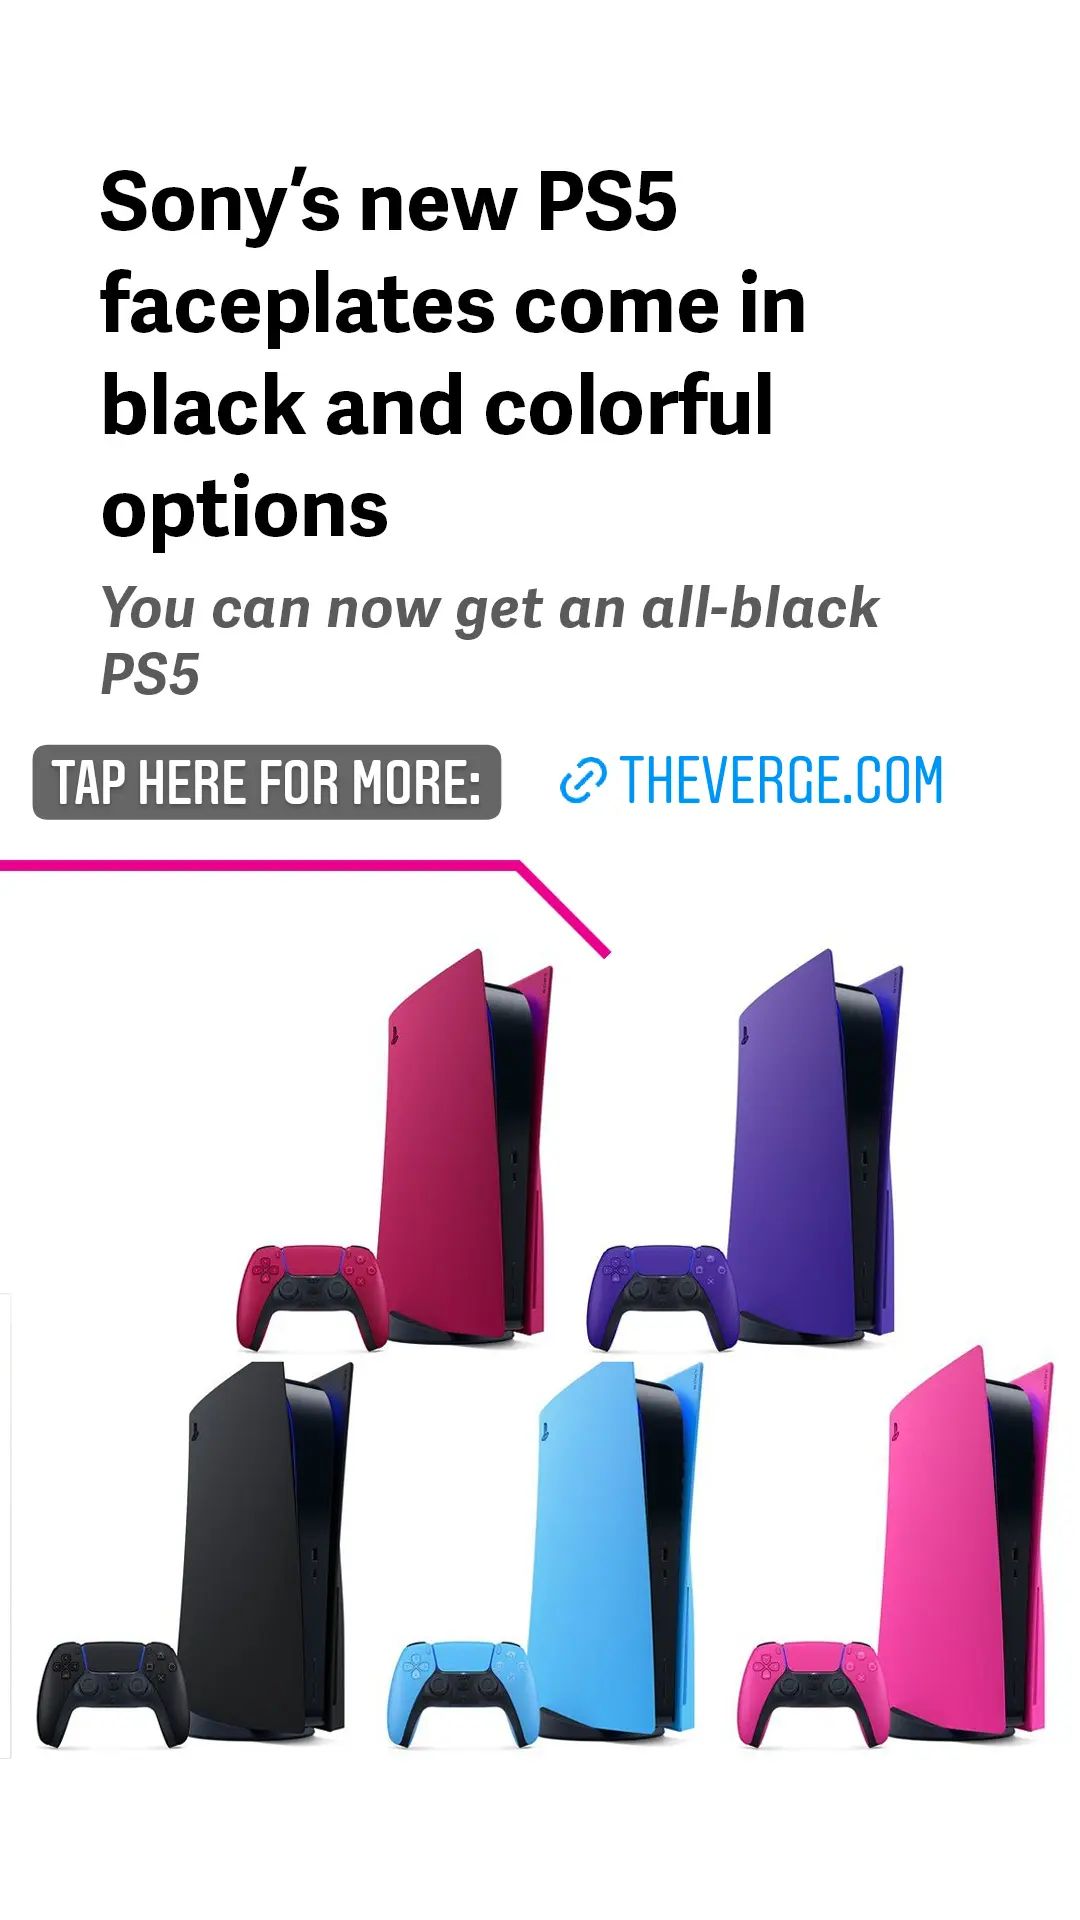 Sony’s new PS5
faceplates come in
black and colorful
options
You can now get an all-black
PS5
TAP HERE FOR MORE:
THEVERGE.COM